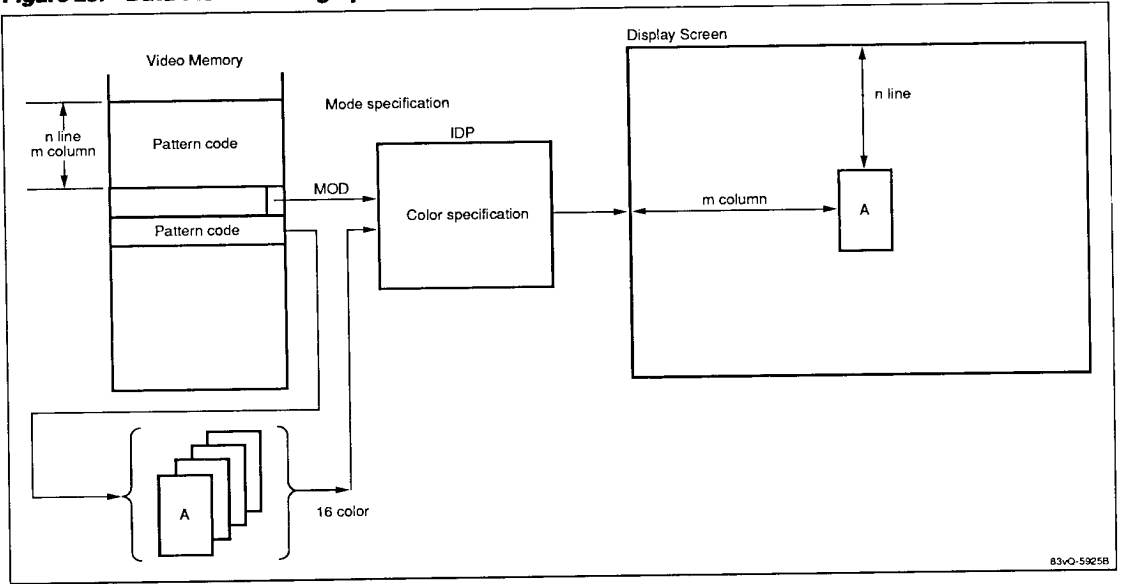 Video Memory
n line
m column
Pattern code
Pattern code
Mode specification
MOD
IDP
Color specification
Display Screen
n line
m column
A
A
16 color
83vQ-5925B